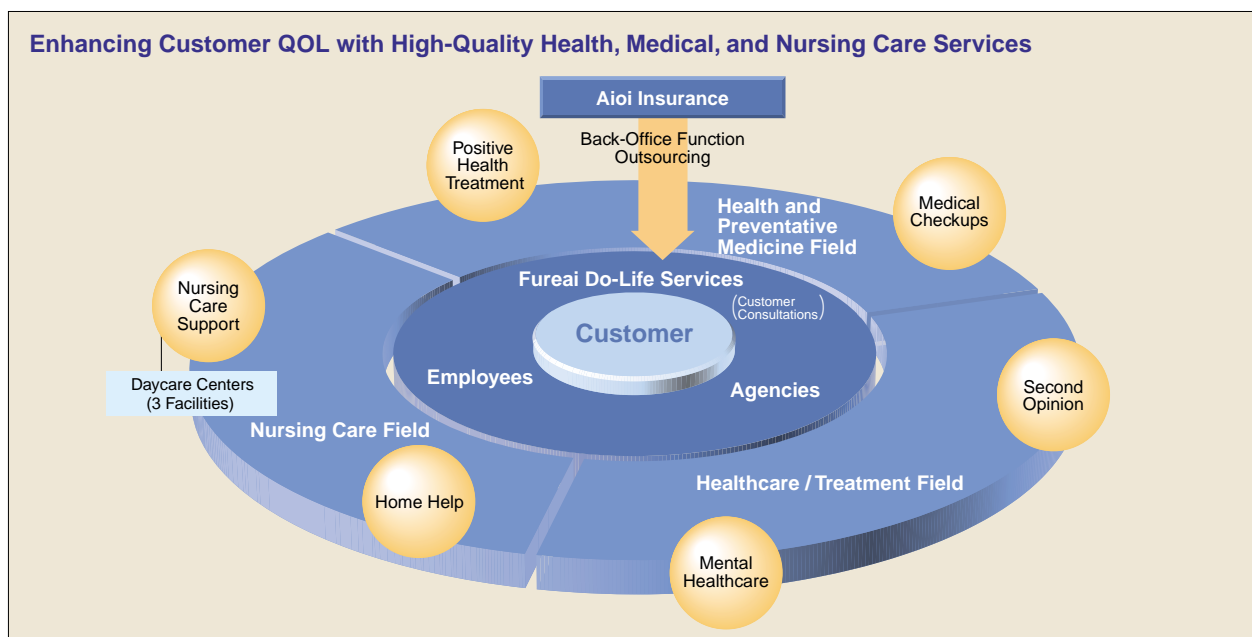 Enhancing Customer QOL with High-Quality Health, Medical, and Nursing Care Services
Aioi Insurance
Back-Office Function
Outsourcing
Positive
Health
Treatment
Health and
Preventative
Medicine Field
Medical
Checkups
Fureai Do-Life Services
(Customer
Consultations)
Customer
Nursing
Care
Support
Daycare Centers
(3 Facilities)
Employees
Agencies
Second
Opinion
Nursing Care Field
Healthcare / Treatment Field
Home Help
Mental
Healthcare